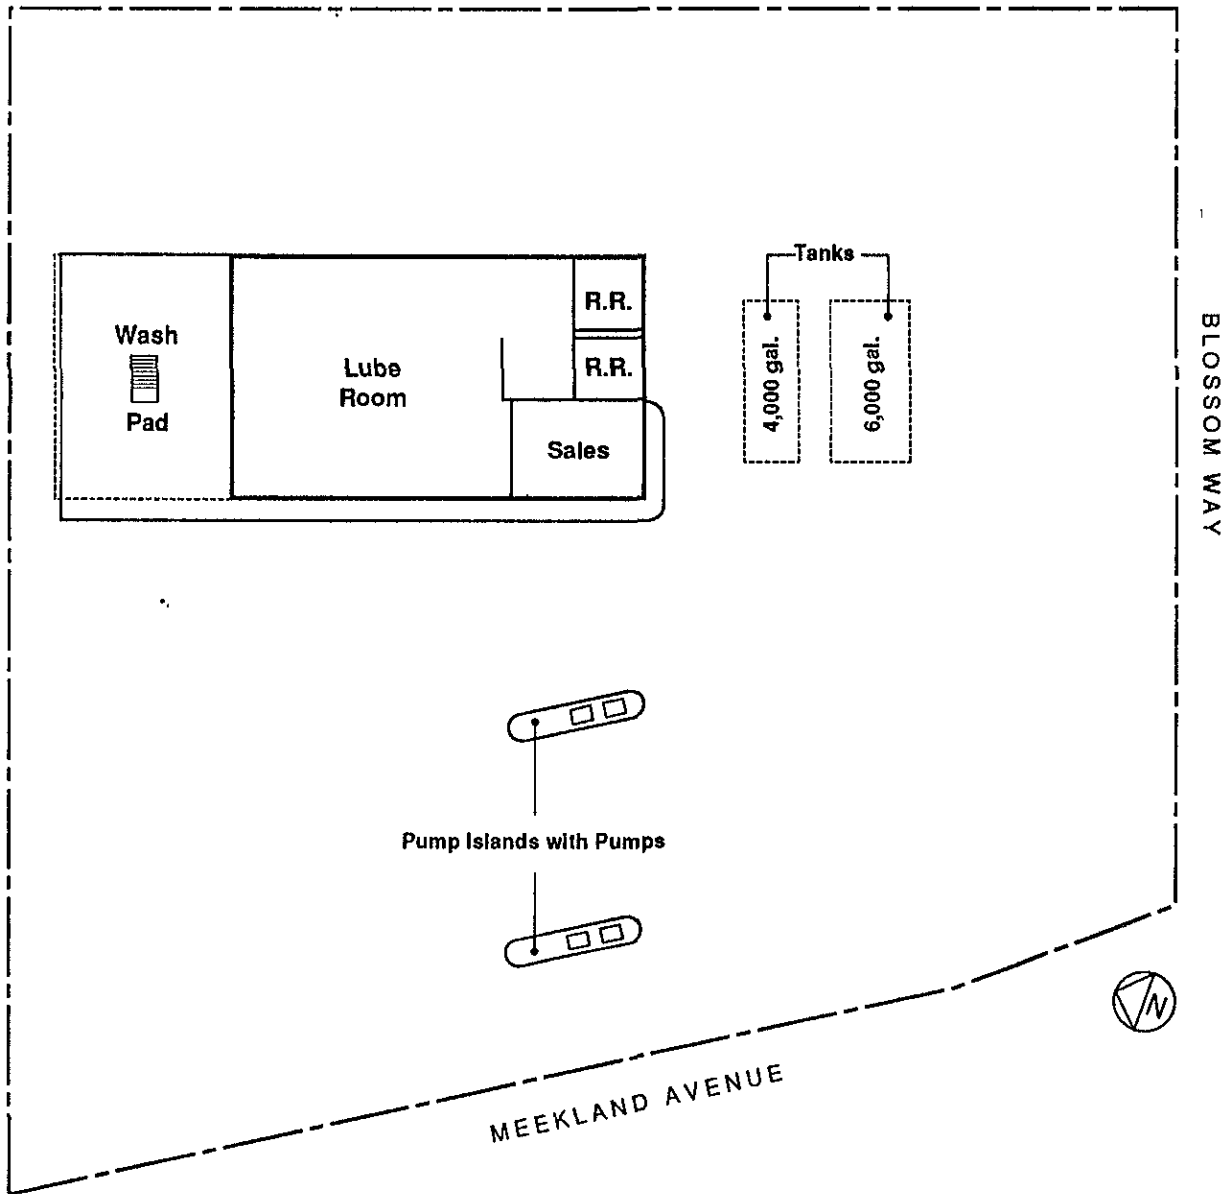 Tanks
R.R.
Wash
Pad
Lube
Room
R.R.
4,000 gal.
6,000 gal.
BLOSSOM WAY
Sales
Pump Islands with Pumps
N
MEEKLAND AVENUE